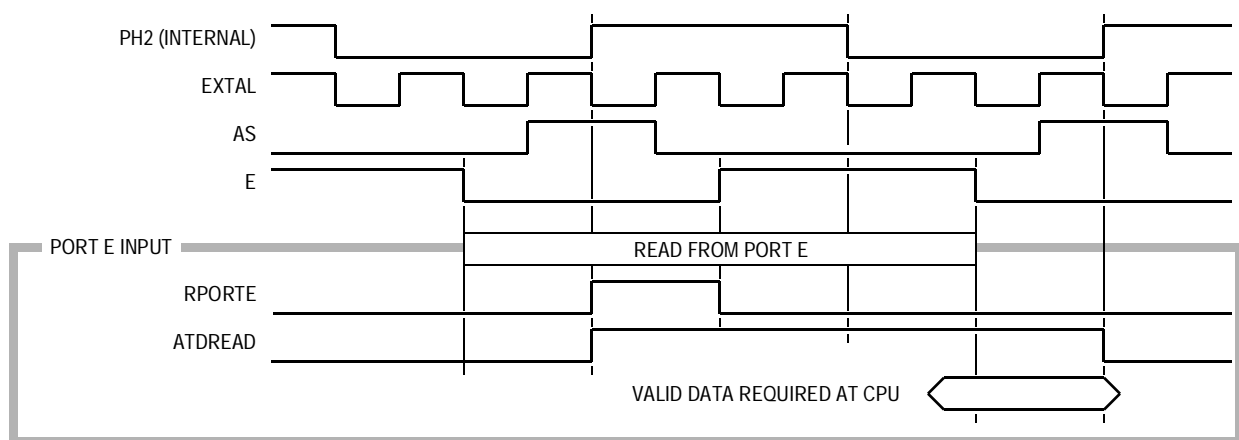 PH2 (INTERNAL)
EXTAL
AS
E
PORT E INPUT
READ FROM PORT E
RPORTE
ATDREAD
VALID DATA REQUIRED AT CPU